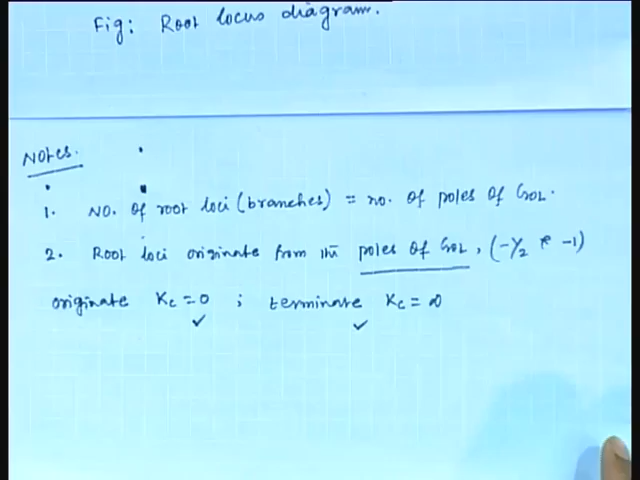 Fig: Root locus diagram.
Notes.
1. No. of root loci (branches) = no. of poles of GOL.
2. Root loci originate from the poles of GOL, (-1/2 & -1)
originate Kc = 0 ; terminate Kc = ∞